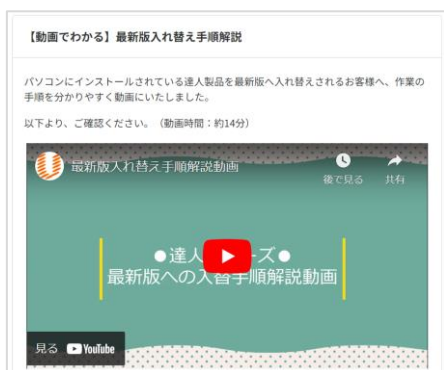 【動画でわかる】最新版入れ替え手順解説
パソコンにインストールされている達人製品を最新版へ入れ替えされるお客様へ、作業の
手順を分かりやすく動画にいたしました。
以下より、ご確認ください。（動画時間：約14分）
最新版入れ替え手順解説動画
後で見る
共有
●達人 ーズ●
最新版への入替手順解説動画
見る YouTube